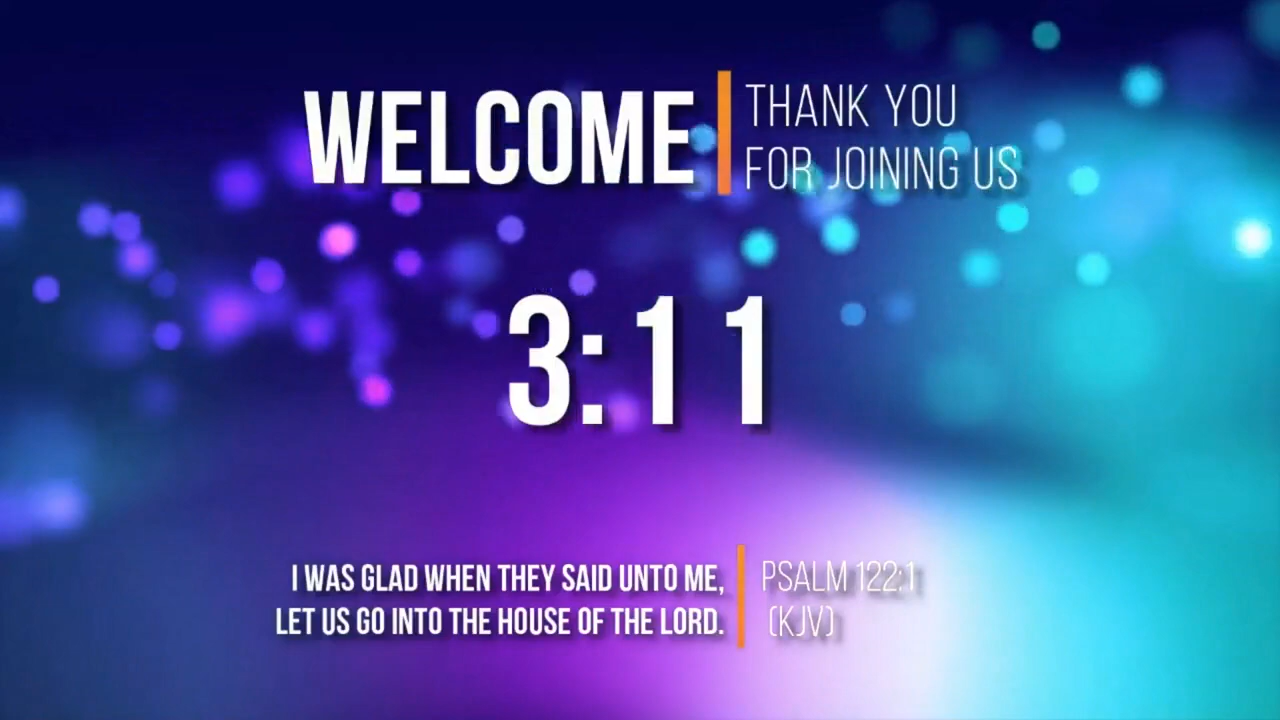 WELCOME
THANK YOU
FOR JOINING US
3:11
I WAS GLAD WHEN THEY SAID UNTO ME,
LET US GO INTO THE HOUSE OF THE LORD.
PSALM 122:1
(KJV)